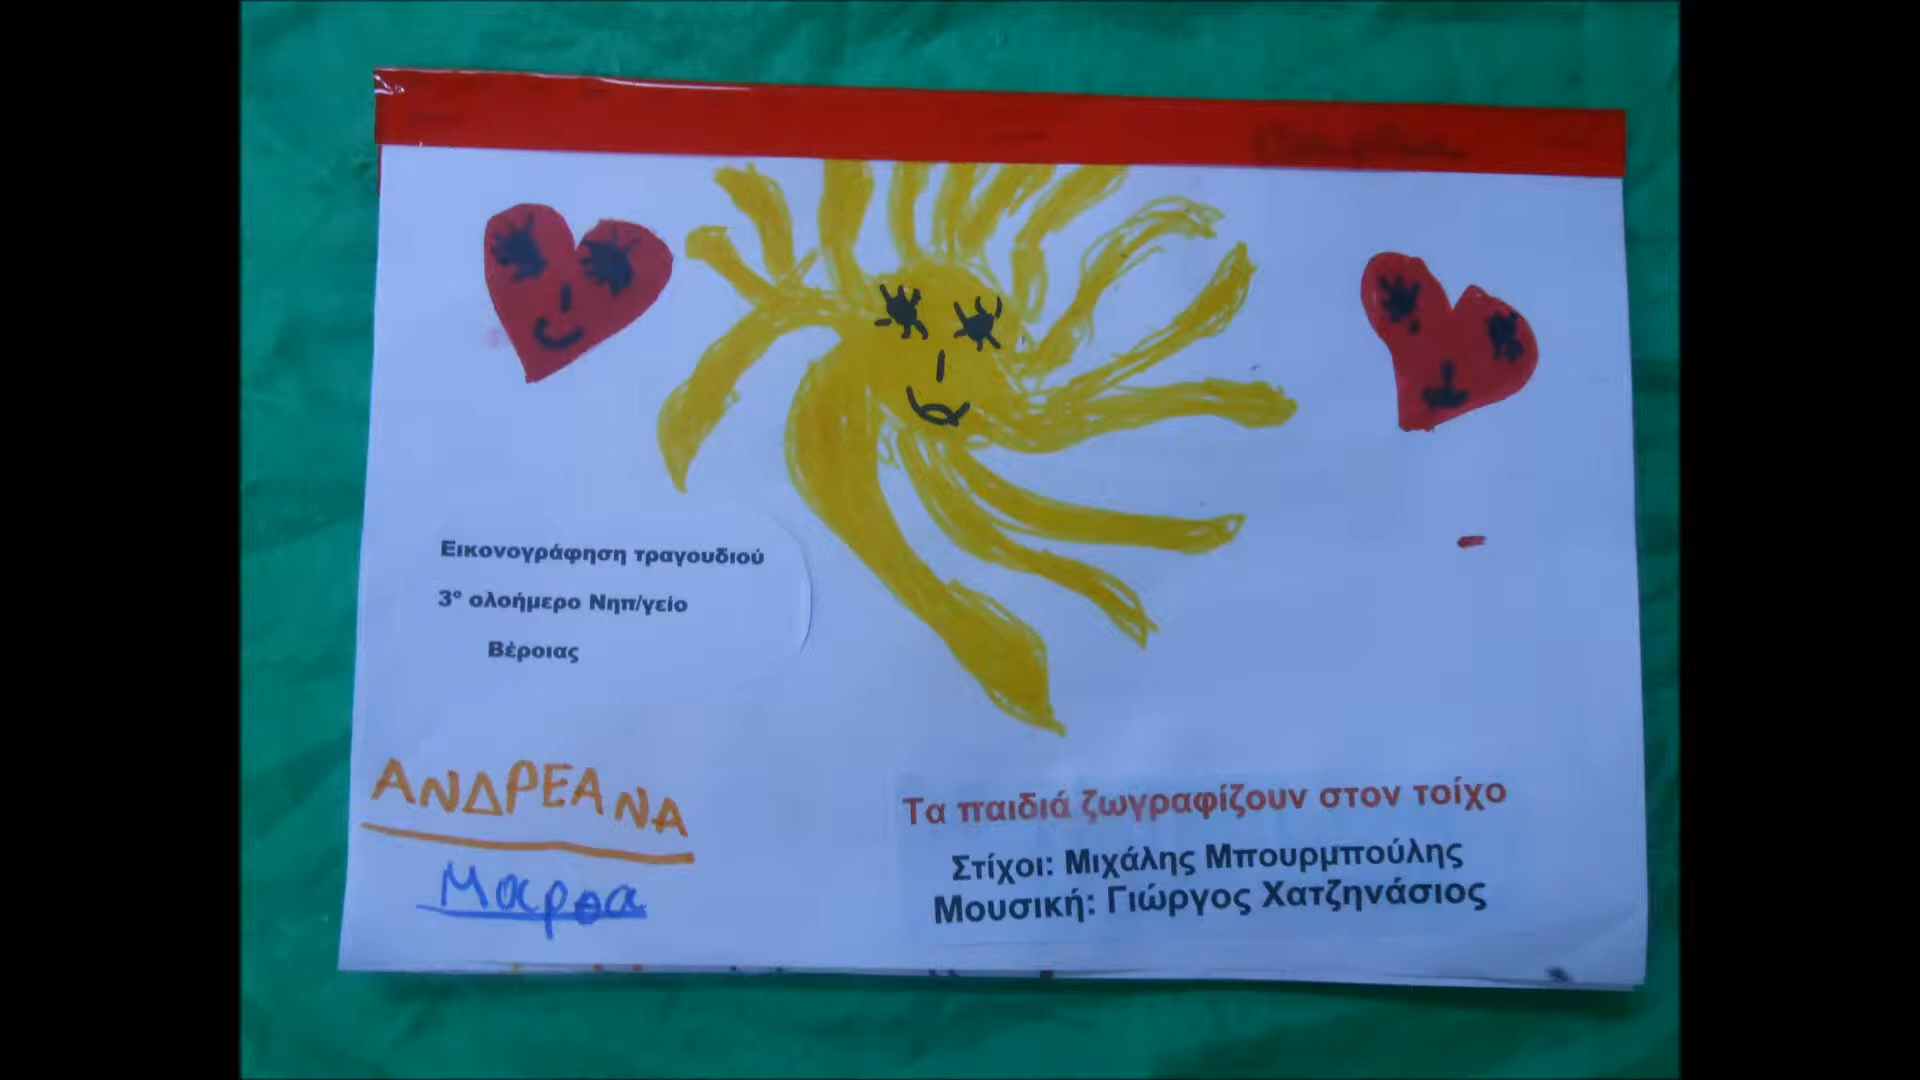 Εικονογράφηση τραγουδιού
3° ολοήμερο Νηπ/γείο
Βέροιας
ΑΝΔΡΕΑΝΑ
Μαρθα
Τα παιδιά ζωγραφίζουν στον τοίχο
Στίχοι: Μιχάλης Μπουρμπούλης
Μουσική: Γιώργος Χατζηνάσιος